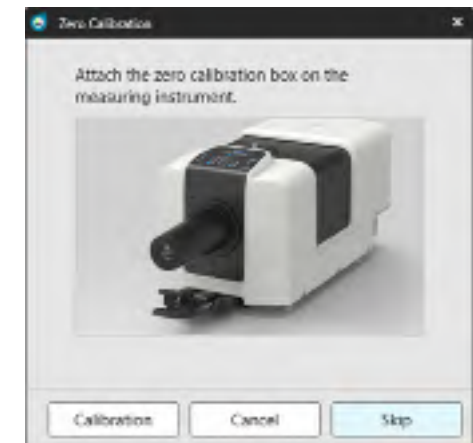 Zero Calibration
Attach the zero calibration box on the
measuring instrument.
Calibration
Cancel
Skip